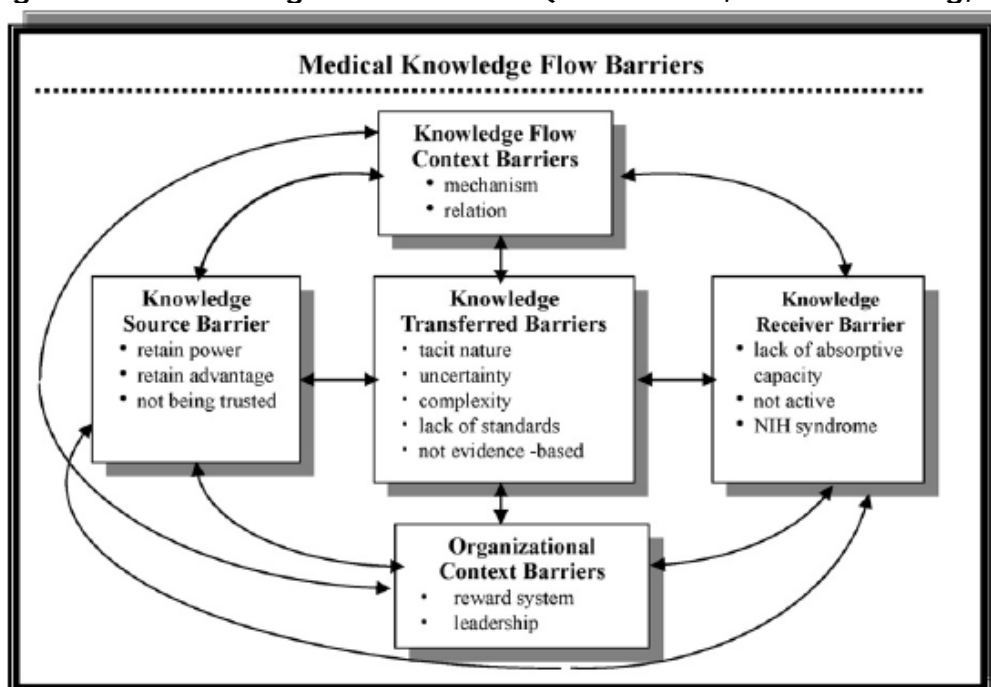 Medical Knowledge Flow Barriers
Knowledge Flow
Context Barriers
• mechanism
• relation
Knowledge
Source Barrier
• retain power
• retain advantage
• not being trusted
Knowledge
Transferred Barriers
· tacit nature
· uncertainty
· complexity
· lack of standards
· not evidence -based
Knowledge
Receiver Barrier
• lack of absorptive
capacity
• not active
• NIH syndrome
Organizational
Context Barriers
• reward system
• leadership